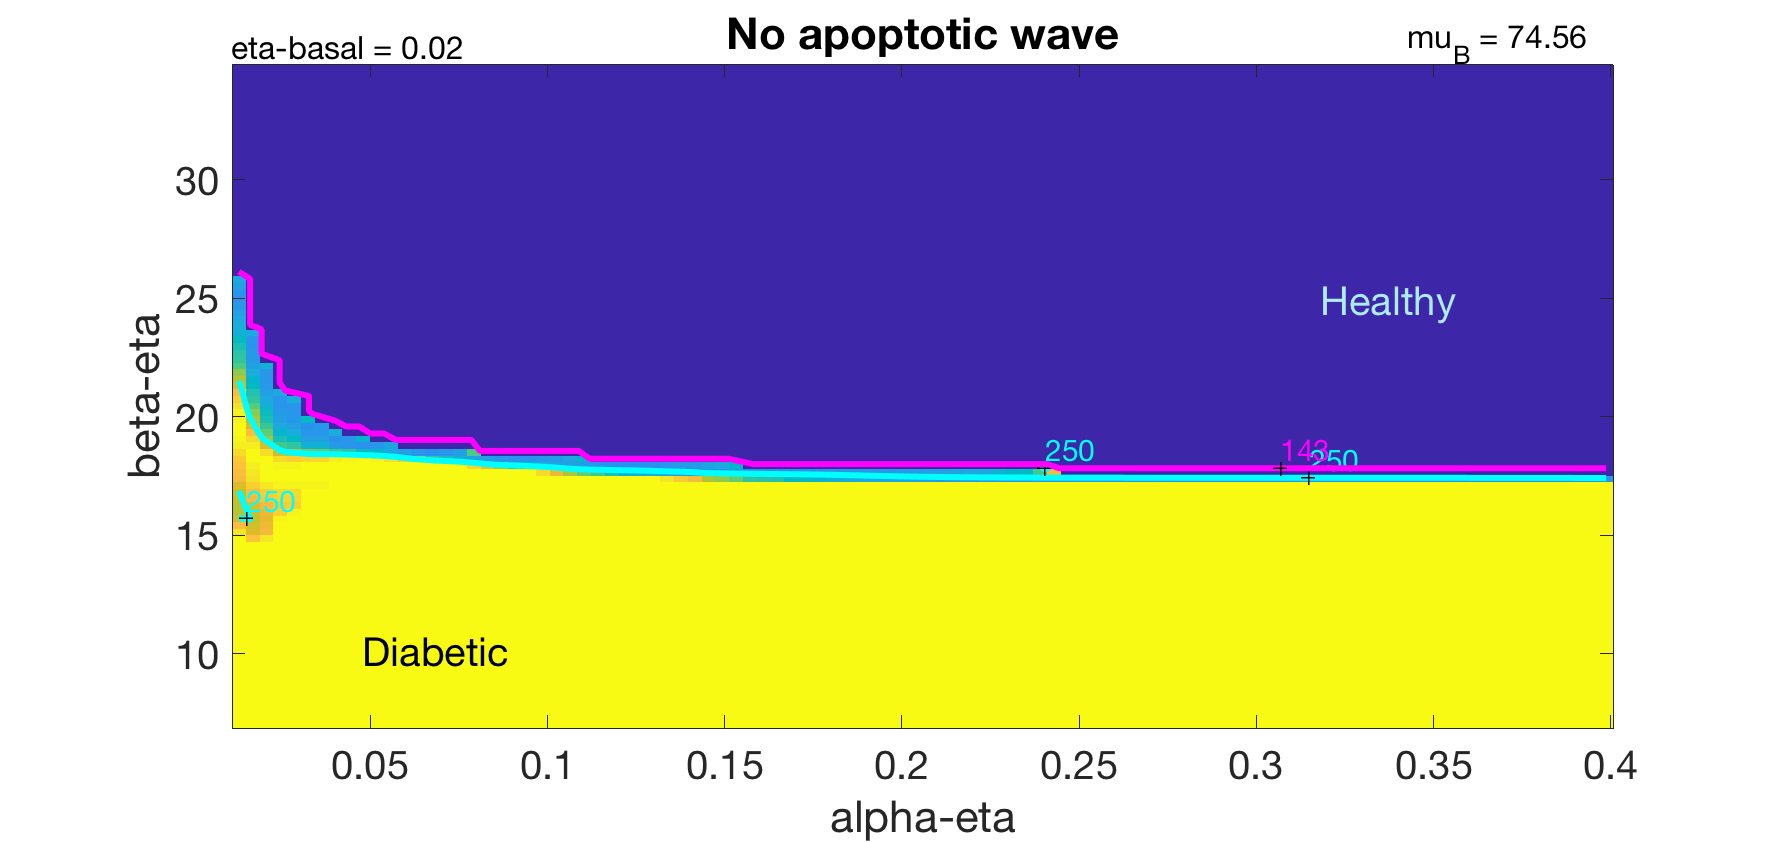 No apoptotic wave
eta-basal = 0.02
mu_B = 74.56
30
25
20
15
10
beta-eta
Healthy
250
143
250
250
Diabetic
0.05
0.1
0.15
0.2
0.25
0.3
0.35
0.4
alpha-eta